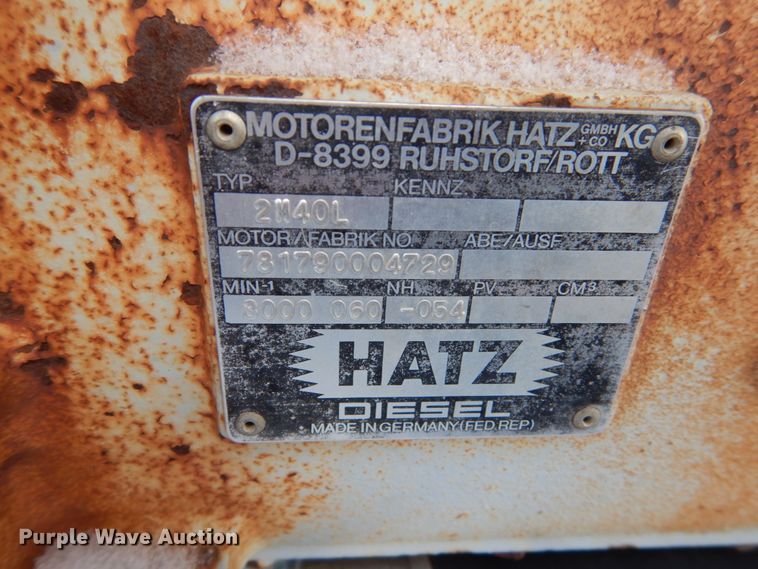 MOTORENFABRIK HATZ GMBH + CO KG
D-8399 RUHSTORF/ROTT
TYP KENNZ.
2M40L
MOTOR/FABRIK NO. ABE/AUSF.
781790004729
MIN-1 NH PV CM³
3000 060 -054
HATZ
DIESEL
MADE IN GERMANY (FED.REP)
Purple Wave Auction